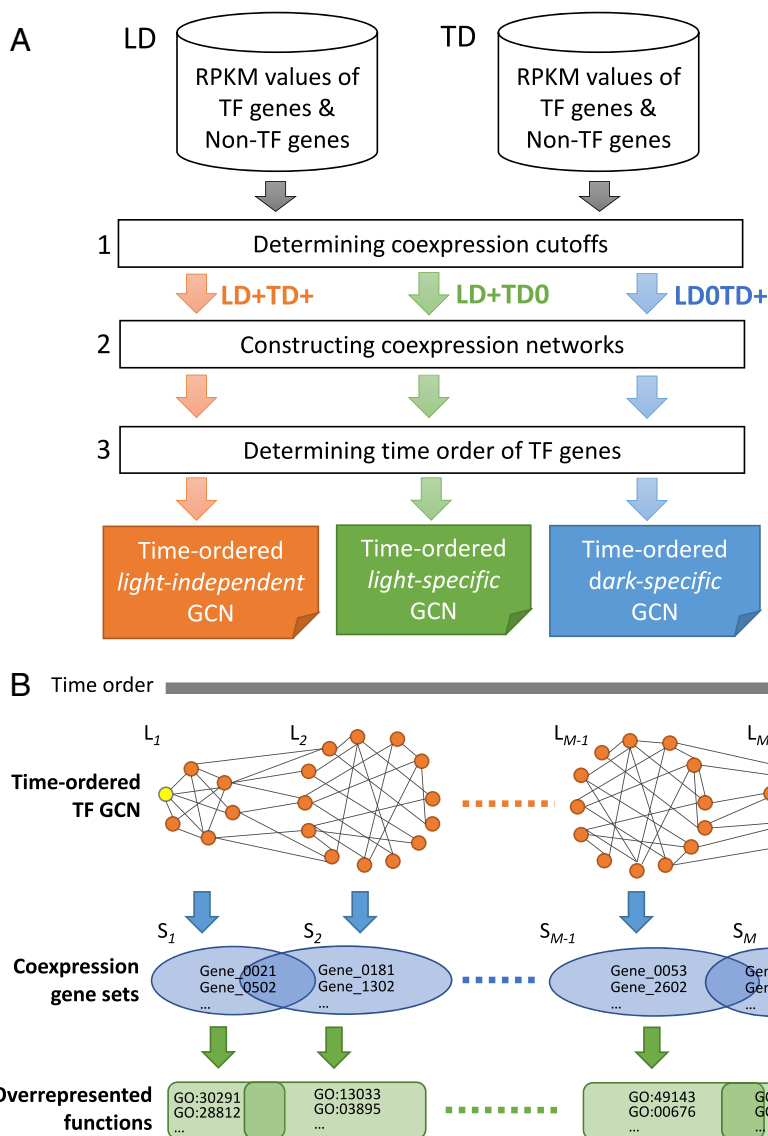 A
LD
TD
RPKM values of
TF genes &
Non-TF genes
RPKM values of
TF genes &
Non-TF genes
1
Determining coexpression cutoffs
LD+TD+
LD+TD0
LD0TD+
2
Constructing coexpression networks
3
Determining time order of TF genes
Time-ordered
light-independent
GCN
Time-ordered
light-specific
GCN
Time-ordered
dark-specific
GCN
B
Time order
L1
L2
LM-1
LM
Time-ordered
TF GCN
S1
S2
SM-1
SM
Coexpression
gene sets
Gene_0021
Gene_0502
...
Gene_0181
Gene_1302
...
Gene_0053
Gene_2602
...
...
Overrepresented
functions
GO:30291
GO:28812
...
GO:13033
GO:03895
...
GO:49143
GO:00676
...
...